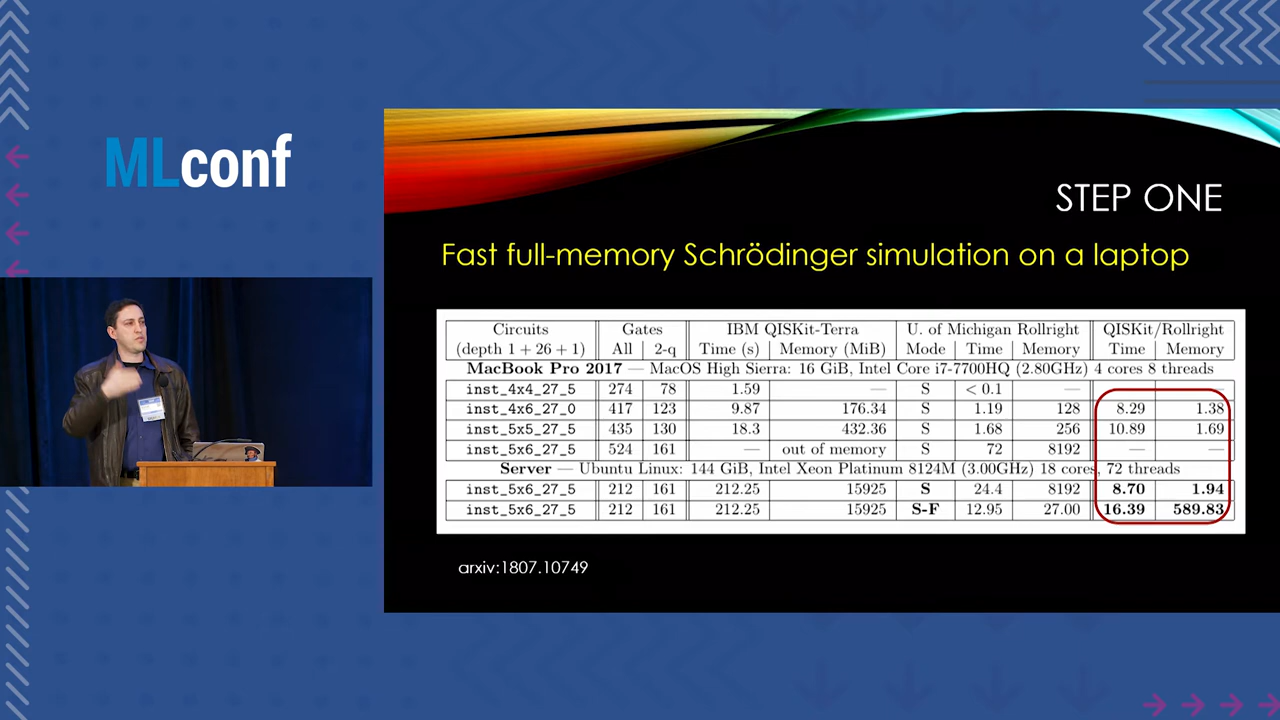 MLconf
STEP ONE
Fast full-memory Schrödinger simulation on a laptop
Circuits Gates IBM QISKit-Terra U. of Michigan Rollright QISKit/Rollright
(depth 1 + 26 + 1) All 2-q Time (s) Memory (MiB) Mode Time Memory Time Memory
MacBook Pro 2017 — MacOS High Sierra: 16 GiB, Intel Core i7-7700HQ (2.80GHz) 4 cores 8 threads
inst_4x4_27_5 274 78 1.59 — S < 0.1 — —
inst_4x6_27_0 417 123 9.87 176.34 S 1.19 128 8.29 1.38
inst_5x5_27_5 435 130 18.3 432.36 S 1.68 256 10.89 1.69
inst_5x6_27_5 524 161 — out of memory S 72 8192 — —
Server — Ubuntu Linux: 144 GiB, Intel Xeon Platinum 8124M (3.00GHz) 18 cores, 72 threads
inst_5x6_27_5 212 161 212.25 15925 S 24.4 8192 8.70 1.94
inst_5x6_27_5 212 161 212.25 15925 S-F 12.95 27.00 16.39 589.83
arxiv:1807.10749